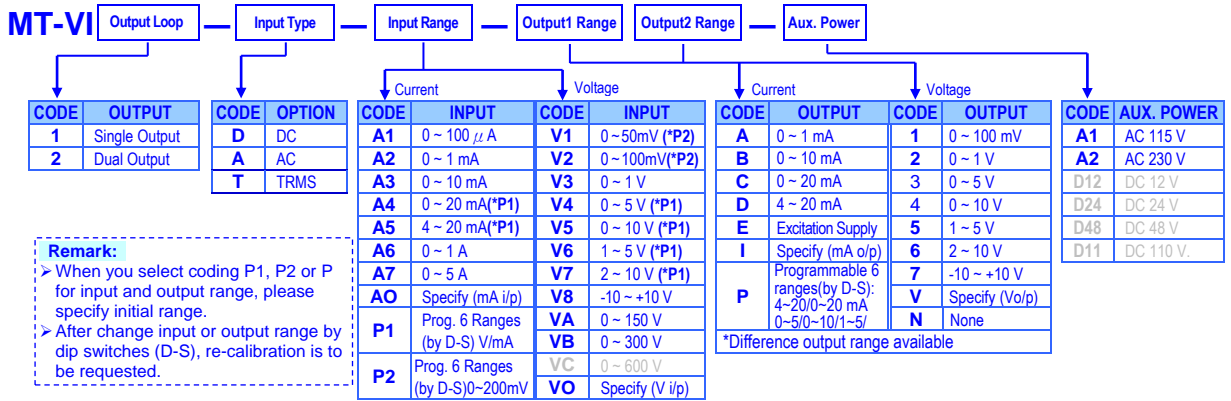 MT-VI Output Loop — Input Type — Input Range — Output1 Range Output2 Range — Aux. Power
Current Voltage Current Voltage
CODE OUTPUT
1 Single Output
2 Dual Output
CODE OPTION
D DC
A AC
T TRMS
CODE INPUT
A1 0 ~ 100 μ A
A2 0 ~ 1 mA
A3 0 ~ 10 mA
A4 0 ~ 20 mA(*P1)
A5 4 ~ 20 mA(*P1)
A6 0 ~ 1 A
A7 0 ~ 5 A
AO Specify (mA i/p)
P1 Prog. 6 Ranges
(by D-S) V/mA
P2 Prog. 6 Ranges
(by D-S)0~200mV
CODE INPUT
V1 0~50mV (*P2)
V2 0~100mV(*P2)
V3 0 ~ 1 V
V4 0 ~ 5 V (*P1)
V5 0 ~ 10 V (*P1)
V6 1 ~ 5 V (*P1)
V7 2 ~ 10 V (*P1)
V8 -10 ~ +10 V
VA 0 ~ 150 V
VB 0 ~ 300 V
VC 0 ~ 600 V
VO Specify (V i/p)
CODE OUTPUT
A 0 ~ 1 mA
B 0 ~ 10 mA
C 0 ~ 20 mA
D 4 ~ 20 mA
E Excitation Supply
I Specify (mA o/p)
P Programmable 6
ranges(by D-S):
4~20/0~20 mA
0~5/0~10/1~5/
CODE OUTPUT
1 0 ~ 100 mV
2 0 ~ 1 V
3 0 ~ 5 V
4 0 ~ 10 V
5 1 ~ 5 V
6 2 ~ 10 V
7 -10 ~ +10 V
V Specify (Vo/p)
N None
*Difference output range available
CODE AUX. POWER
A1 AC 115 V
A2 AC 230 V
D12 DC 12 V
D24 DC 24 V
D48 DC 48 V
D11 DC 110 V.
Remark:
➢ When you select coding P1, P2 or P
for input and output range, please
specify initial range.
➢ After change input or output range by
dip switches (D-S), re-calibration is to
be requested.